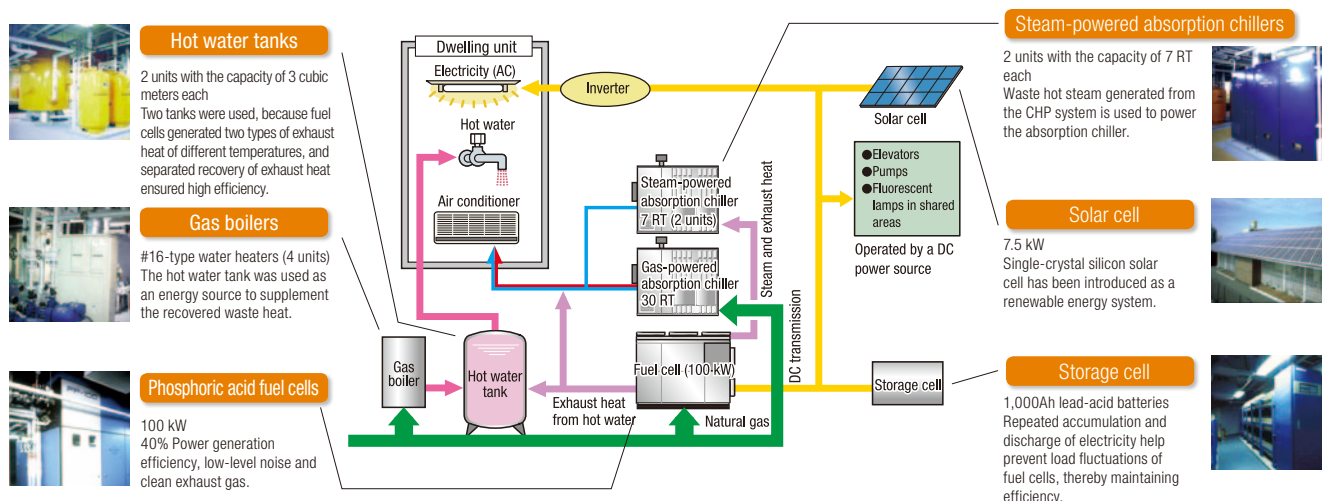 Hot water tanks
2 units with the capacity of 3 cubic
meters each
Two tanks were used, because fuel
cells generated two types of exhaust
heat of different temperatures, and
separated recovery of exhaust heat
ensured high efficiency.
Gas boilers
#16-type water heaters (4 units)
The hot water tank was used as
an energy source to supplement
the recovered waste heat.
Phosphoric acid fuel cells
100 kW
40% Power generation
efficiency, low-level noise and
clean exhaust gas.
Dwelling unit
Electricity (AC)
Hot water
Air conditioner
Inverter
Solar cell
Steam-powered
absorption chiller
7 RT (2 units)
Gas-powered
absorption chiller
30 RT
Steam and exhaust heat
●Elevators
●Pumps
●Fluorescent
lamps in shared
areas
Operated by a DC
power source
Gas
boiler
Hot water
tank
Exhaust heat
from hot water
Fuel cell (100 kW)
Natural gas
DC transmission
Storage cell
Steam-powered absorption chillers
2 units with the capacity of 7 RT
each
Waste hot steam generated from
the CHP system is used to power
the absorption chiller.
Solar cell
7.5 kW
Single-crystal silicon solar
cell has been introduced as a
renewable energy system.
Storage cell
1,000Ah lead-acid batteries
Repeated accumulation and
discharge of electricity help
prevent load fluctuations of
fuel cells, thereby maintaining
efficiency.